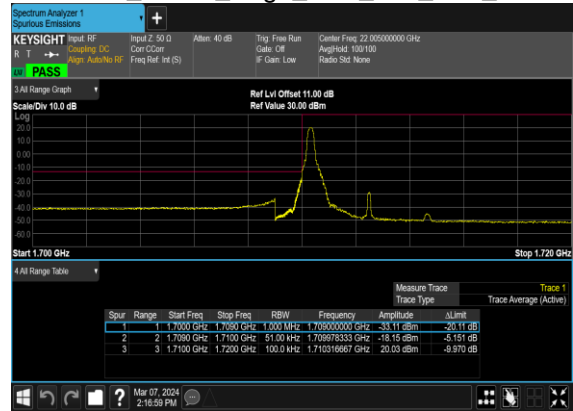 Spectrum Analyzer 1
Spurious Emissions
KEYSIGHT Input: RF Input Z: 50 Ω Atten: 40 dB Trig: Free Run Center Freq: 22.005000000 GHz
R T Coupling: DC Corr CCorr Gate: Off Avg|Hold: 100/100
Align: Auto/No RF Freq Ref: Int (S) IF Gain: Low Radio Std: None
LW PASS
3 All Range Graph
Ref Lvl Offset 11.00 dB
Scale/Div 10.0 dB Ref Value 30.00 dBm
Log
20.0
10.0
0.00
-10.0
-20.0
-30.0
-40.0
-50.0
-60.0
Start 1.700 GHz Stop 1.720 GHz
4 All Range Table
Measure Trace Trace 1
Trace Type Trace Average (Active)
Spur Range Start Freq Stop Freq RBW Frequency Amplitude ΔLimit
1 1 1.7000 GHz 1.7090 GHz 1.000 MHz 1.709000000 GHz -33.11 dBm -20.11 dB
2 2 1.7090 GHz 1.7100 GHz 51.00 kHz 1.709978333 GHz -18.15 dBm -5.151 dB
3 3 1.7100 GHz 1.7200 GHz 100.0 kHz 1.710316667 GHz 20.03 dBm -9.970 dB
Mar 07, 2024
2:16:59 PM